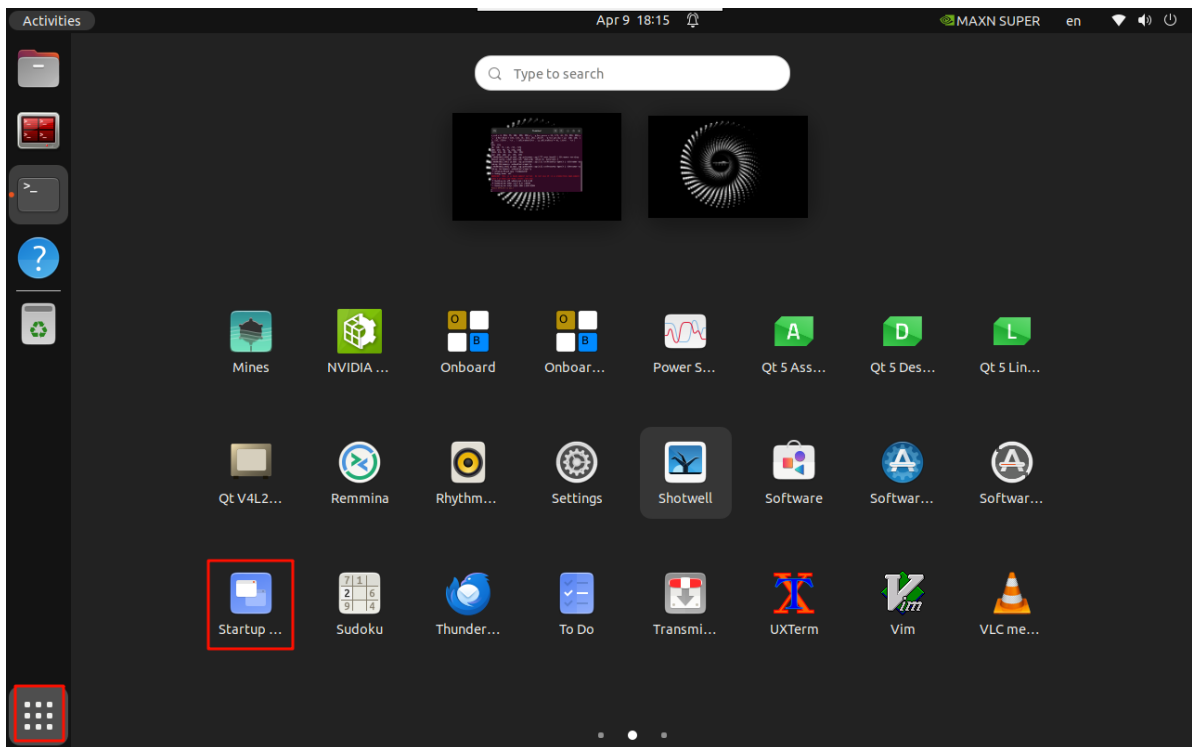 Activities
Apr 9 18:15
MAXN SUPER
en
Type to search
Mines
NVIDIA ...
Onboard
Onboar...
Power S...
Qt 5 Ass...
Qt 5 Des...
Qt 5 Lin...
Qt V4L2...
Remmina
Rhythm...
Settings
Shotwell
Software
Softwar...
Softwar...
Startup ...
Sudoku
Thunder...
To Do
Transmi...
UXTerm
Vim
VLC me...